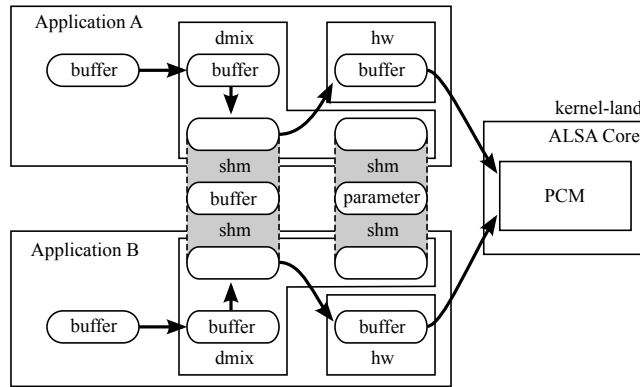 Application A
dmix
hw
buffer
buffer
buffer
kernel-land
ALSA Core
shm
shm
buffer
parameter
PCM
shm
shm
Application B
buffer
buffer
buffer
dmix
hw